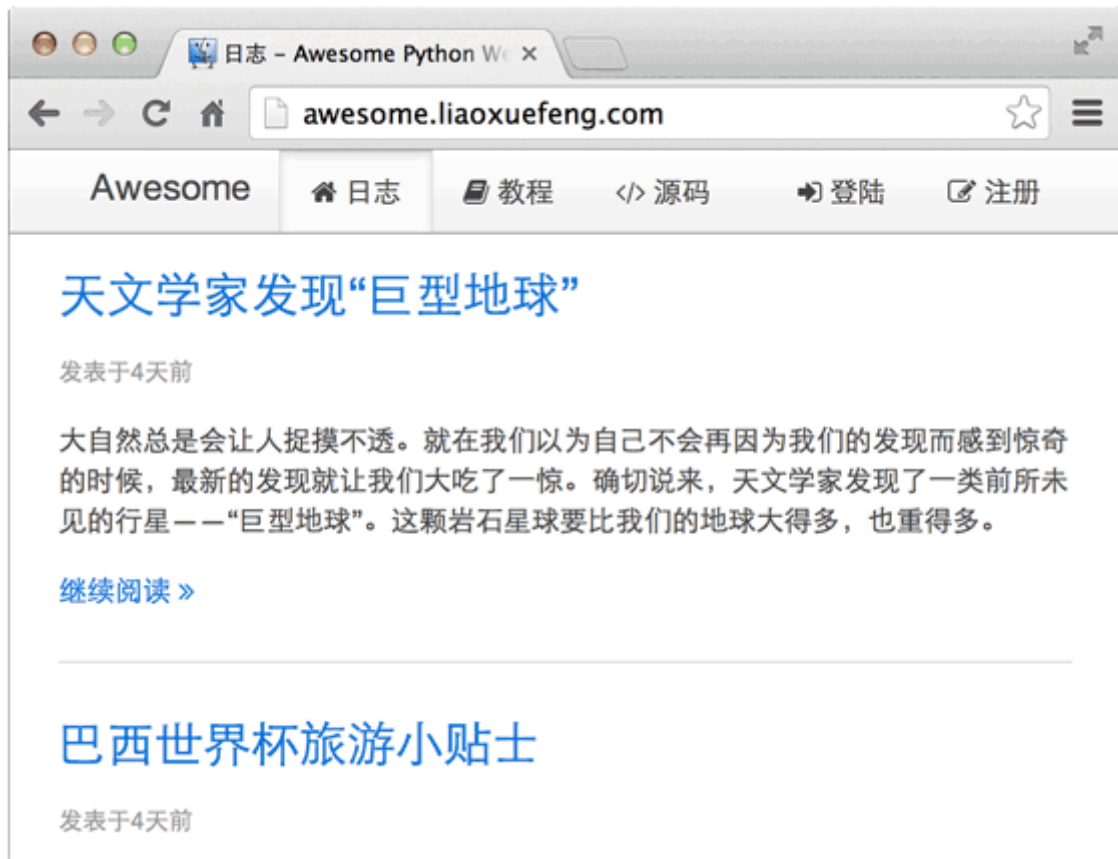 日志 – Awesome Python We
awesome.liaoxuefeng.com
Awesome 日志 教程 </> 源码 登陆 注册
天文学家发现“巨型地球”
发表于4天前
大自然总是会让人捉摸不透。就在我们以为自己不会再因为我们的发现而感到惊奇
的时候，最新的发现就让我们大吃了一惊。确切说来，天文学家发现了一类前所未
见的行星——“巨型地球”。这颗岩石星球要比我们的地球大得多，也重得多。
继续阅读 »
巴西世界杯旅游小贴士
发表于4天前